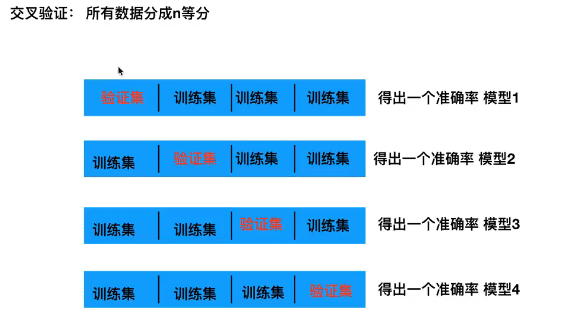 交叉验证： 所有数据分成n等分
验证集 训练集 训练集 训练集 得出一个准确率 模型1
训练集 验证集 训练集 训练集 得出一个准确率 模型2
训练集 训练集 验证集 训练集 得出一个准确率 模型3
训练集 训练集 训练集 验证集 得出一个准确率 模型4